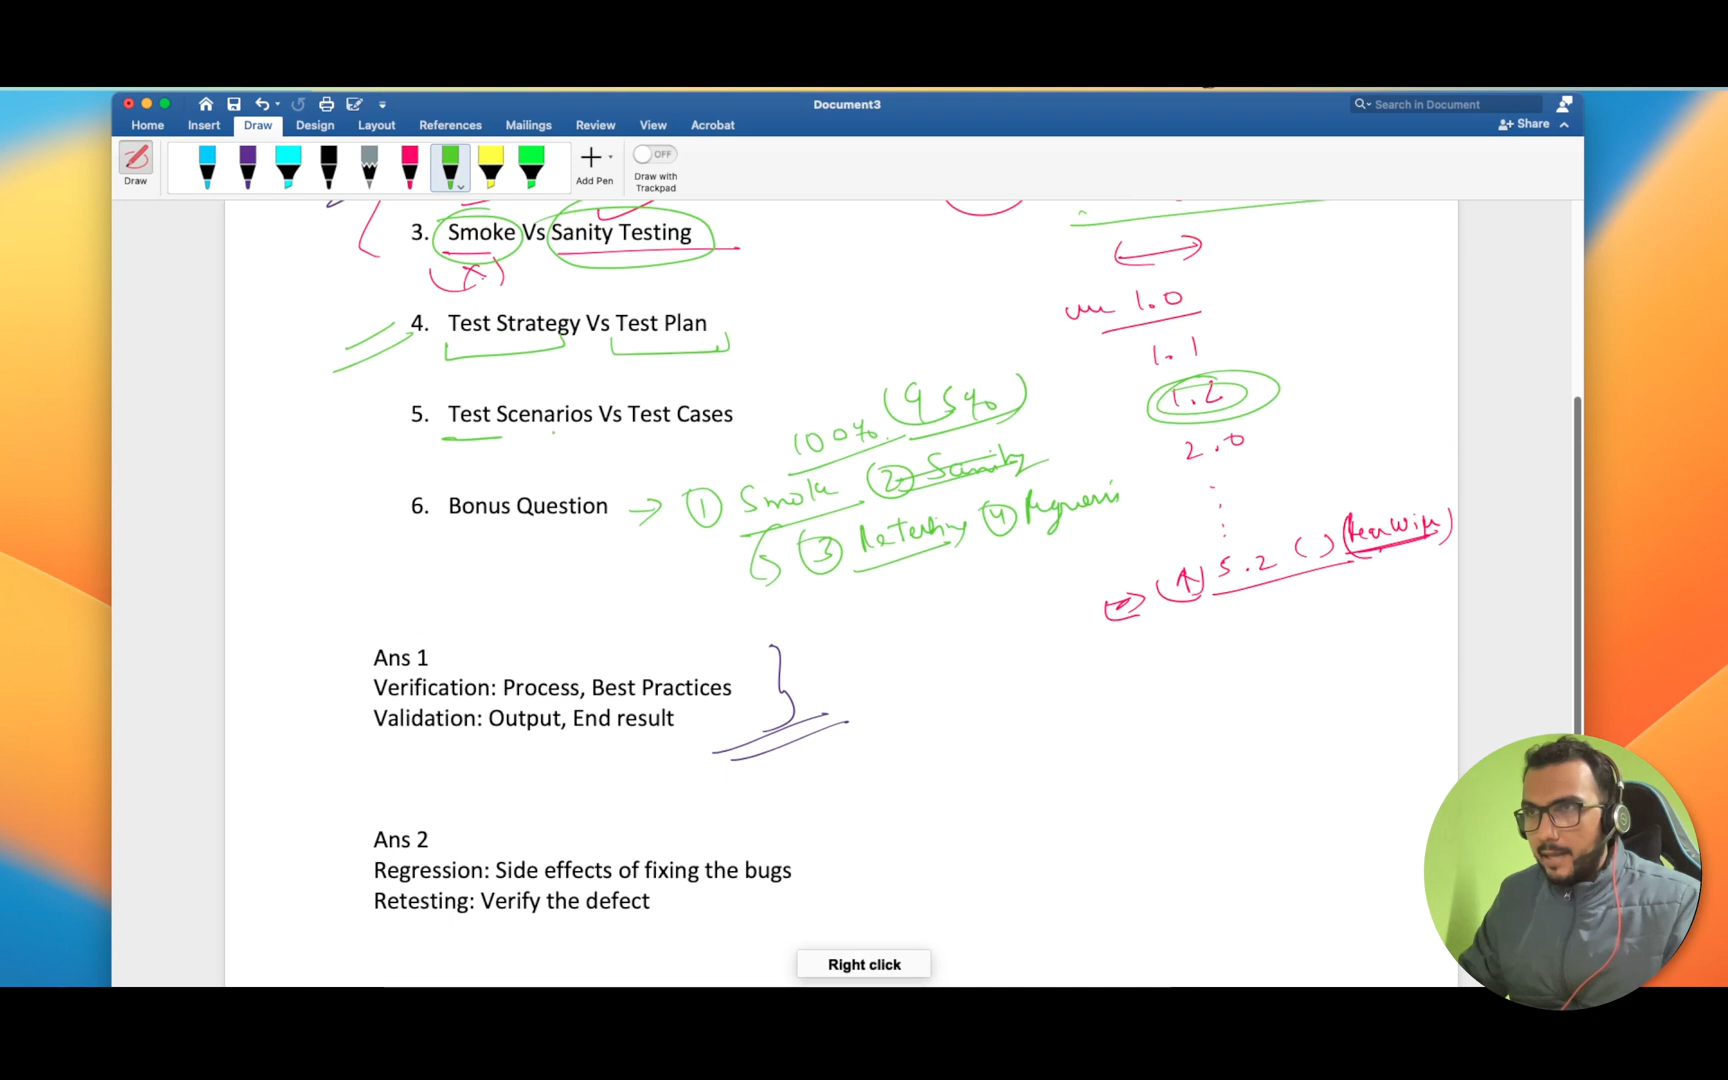 Document3
Search in Document
Home Insert Draw Design Layout References Mailings Review View Acrobat
Share
Draw
Add Pen
OFF
Draw with
Trackpad
3. Smoke Vs Sanity Testing
(x)
1.0
4. Test Strategy Vs Test Plan
1.1
1.2
(95%)
5. Test Scenarios Vs Test Cases
100%
2.0
② Sanity
6. Bonus Question → ① Smoke
③ Retesting ④
5.2 ( )
Ans 1
Verification: Process, Best Practices
Validation: Output, End result
Ans 2
Regression: Side effects of fixing the bugs
Retesting: Verify the defect
Right click